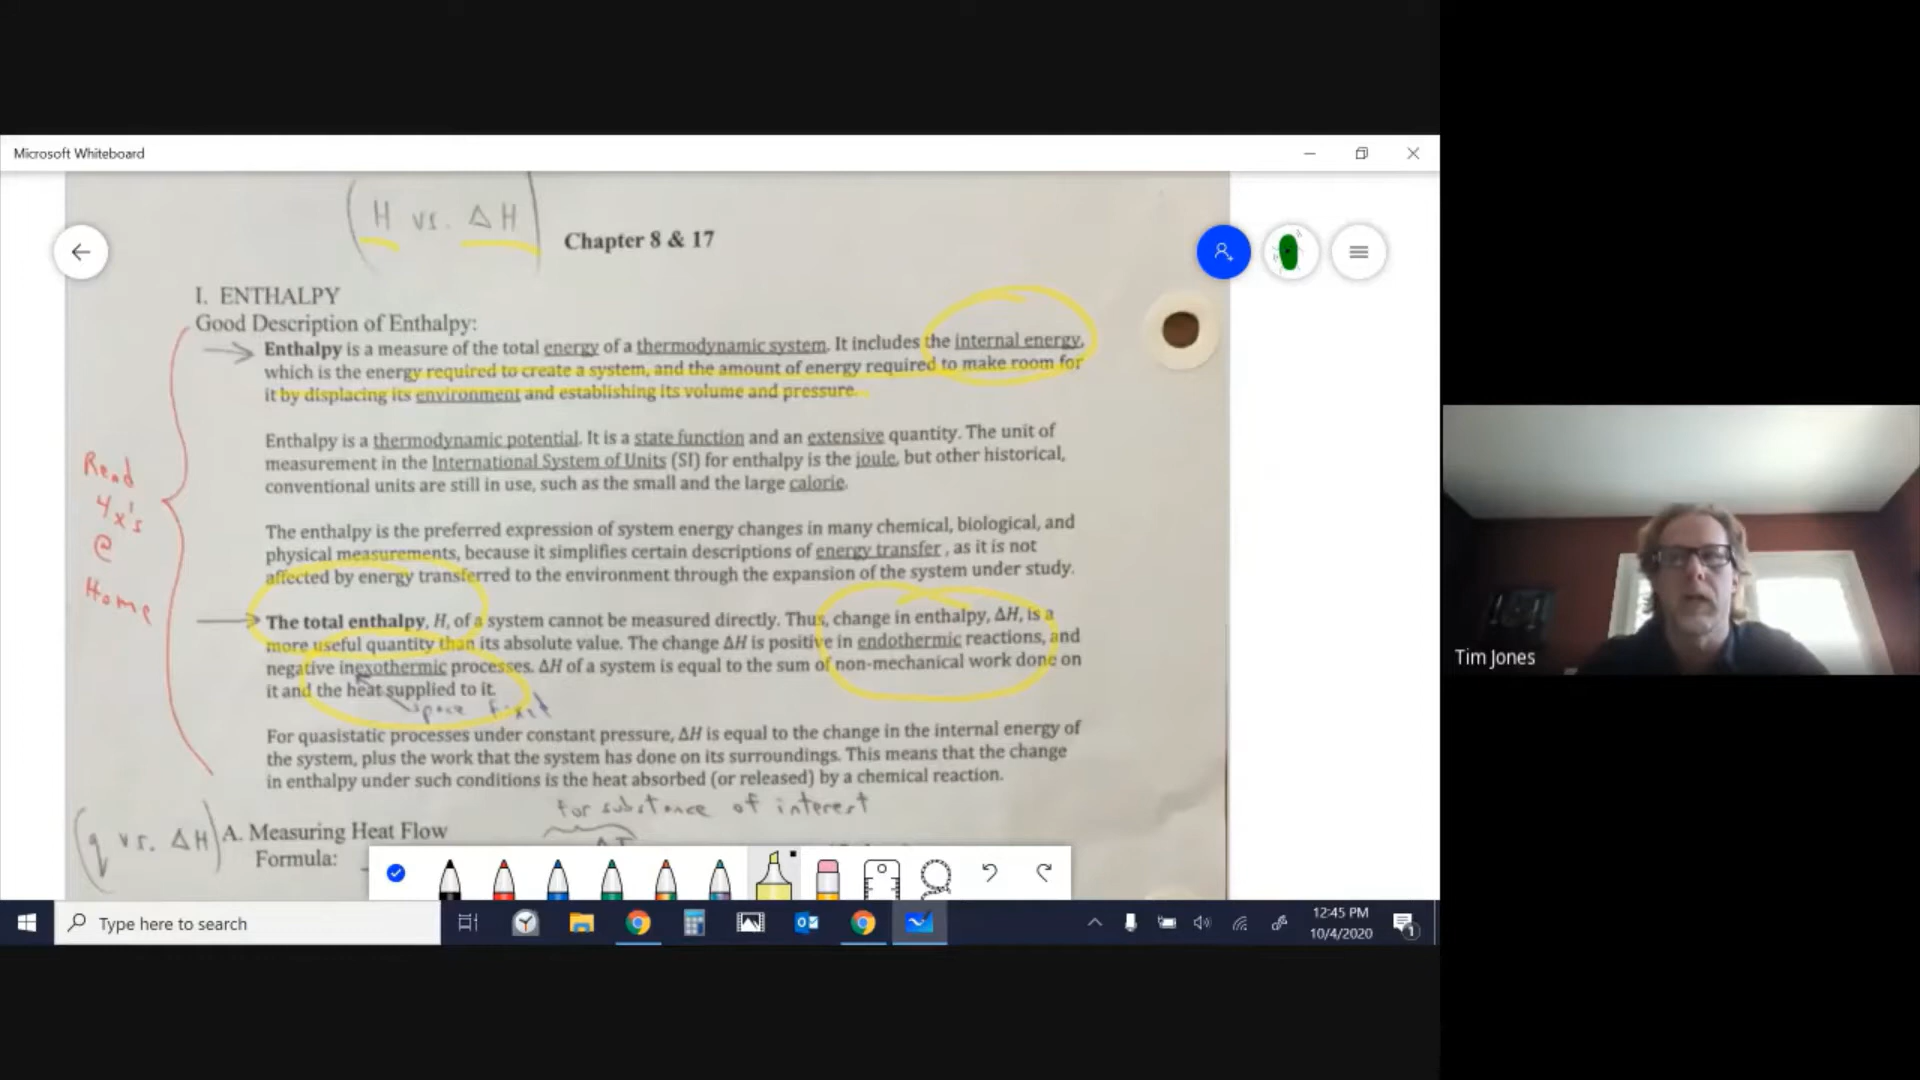 Microsoft Whiteboard
(H vs. ΔH)
Chapter 8 & 17
I. ENTHALPY
Good Description of Enthalpy:
Enthalpy is a measure of the total energy of a thermodynamic system. It includes the internal energy,
which is the energy required to create a system, and the amount of energy required to make room for
it by displacing its environment and establishing its volume and pressure.
Enthalpy is a thermodynamic potential. It is a state function and an extensive quantity. The unit of
measurement in the International System of Units (SI) for enthalpy is the joule, but other historical,
conventional units are still in use, such as the small and the large calorie.
The enthalpy is the preferred expression of system energy changes in many chemical, biological, and
physical measurements, because it simplifies certain descriptions of energy transfer , as it is not
affected by energy transferred to the environment through the expansion of the system under study.
Read
4x's
@
Home
The total enthalpy, H, of a system cannot be measured directly. Thus, change in enthalpy, ΔH, is a
more useful quantity than its absolute value. The change ΔH is positive in endothermic reactions, and
negative inexothermic processes. ΔH of a system is equal to the sum of non-mechanical work done on
it and the heat supplied to it.
space
For quasistatic processes under constant pressure, ΔH is equal to the change in the internal energy of
the system, plus the work that the system has done on its surroundings. This means that the change
in enthalpy under such conditions is the heat absorbed (or released) by a chemical reaction.
for substance of interest
(q vs. ΔH) A. Measuring Heat Flow
Formula:
Tim Jones
Type here to search
12:45 PM
10/4/2020
1